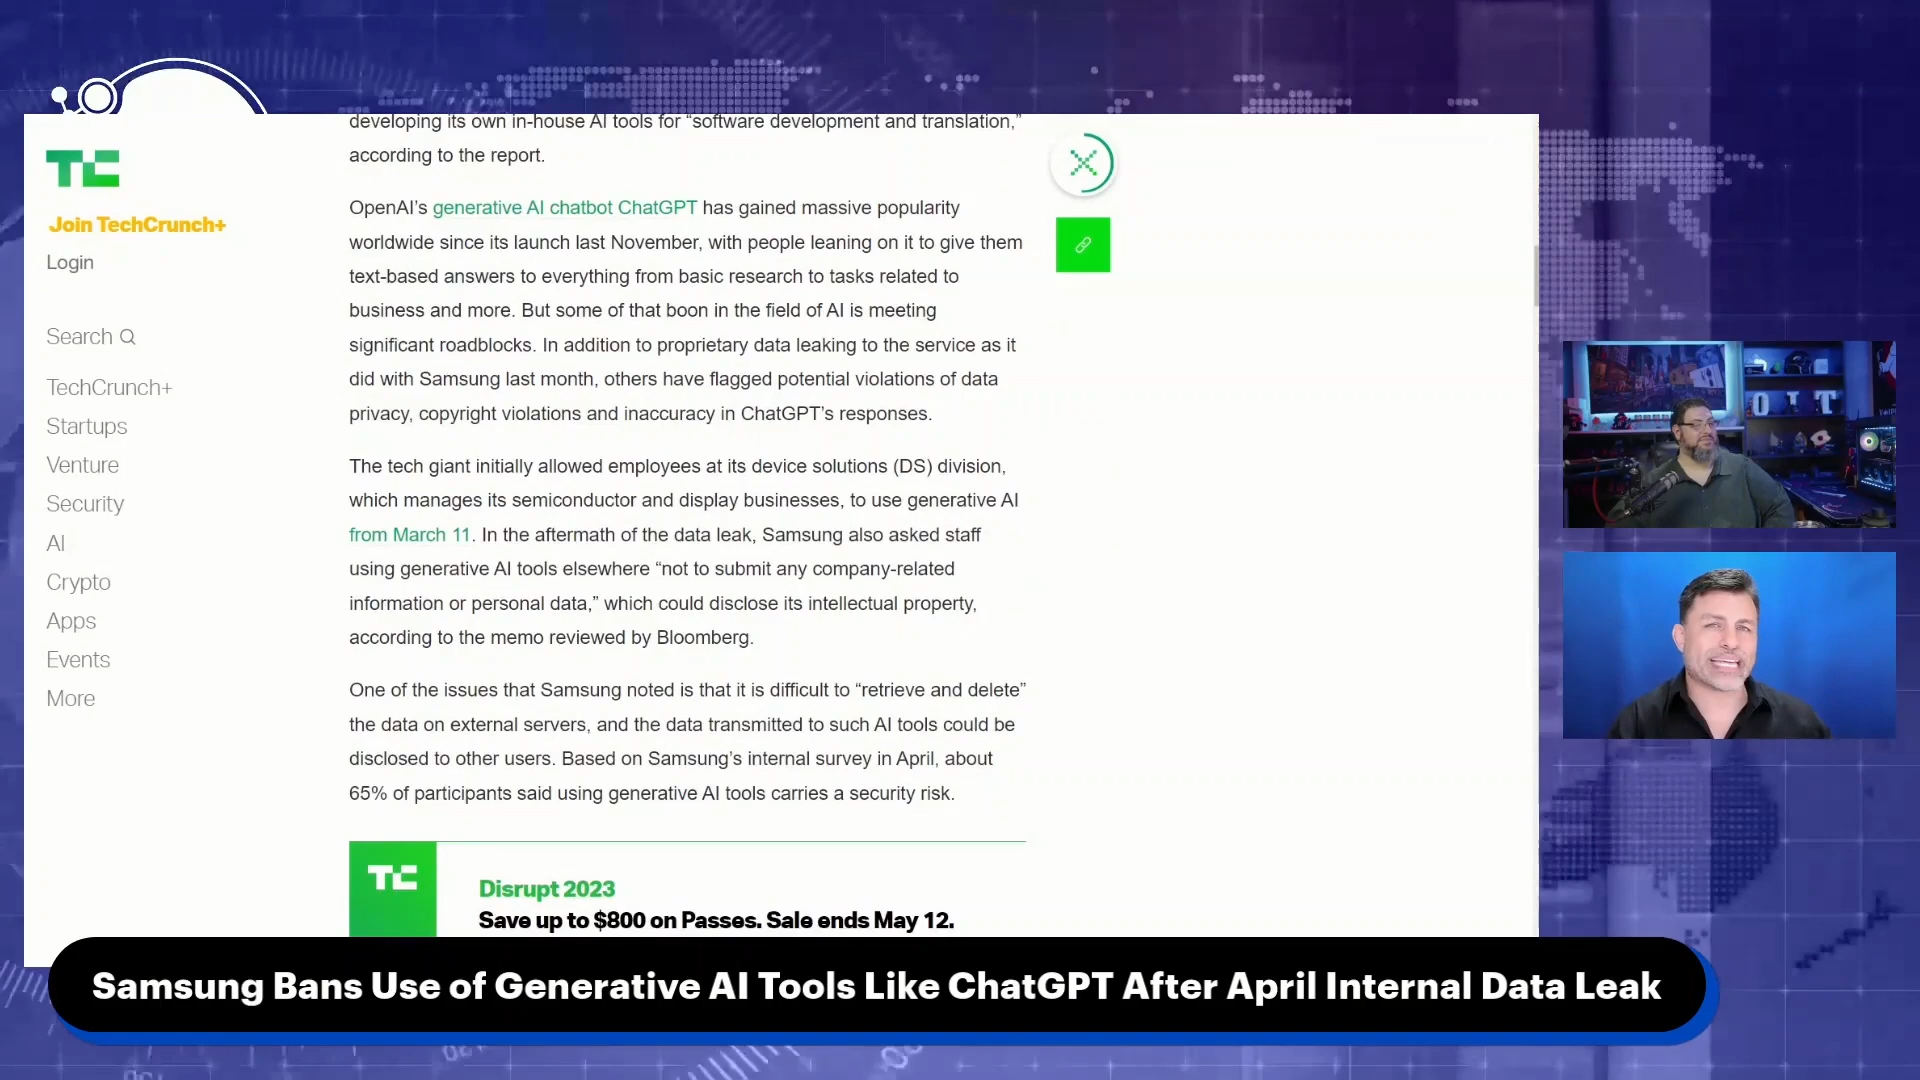 TC
Join TechCrunch+
Login
Search
TechCrunch+
Startups
Venture
Security
AI
Crypto
Apps
Events
More
developing its own in-house AI tools for “software development and translation,”
according to the report.
OpenAI’s generative AI chatbot ChatGPT has gained massive popularity
worldwide since its launch last November, with people leaning on it to give them
text-based answers to everything from basic research to tasks related to
business and more. But some of that boon in the field of AI is meeting
significant roadblocks. In addition to proprietary data leaking to the service as it
did with Samsung last month, others have flagged potential violations of data
privacy, copyright violations and inaccuracy in ChatGPT’s responses.
The tech giant initially allowed employees at its device solutions (DS) division,
which manages its semiconductor and display businesses, to use generative AI
from March 11. In the aftermath of the data leak, Samsung also asked staff
using generative AI tools elsewhere “not to submit any company-related
information or personal data,” which could disclose its intellectual property,
according to the memo reviewed by Bloomberg.
One of the issues that Samsung noted is that it is difficult to “retrieve and delete”
the data on external servers, and the data transmitted to such AI tools could be
disclosed to other users. Based on Samsung’s internal survey in April, about
65% of participants said using generative AI tools carries a security risk.
TC
Disrupt 2023
Save up to $800 on Passes. Sale ends May 12.
O I T
Samsung Bans Use of Generative AI Tools Like ChatGPT After April Internal Data Leak